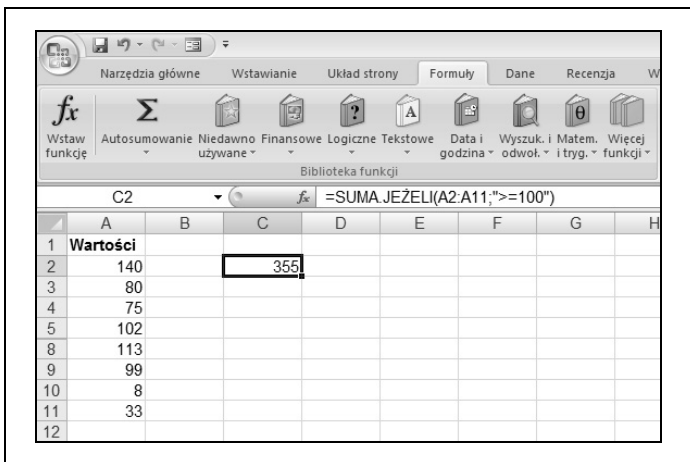 Narzędzia główne Wstawianie Układ strony Formuły Dane Recenzja W
fx Σ ? A θ
Wstaw funkcję Autosumowanie Niedawno używane Finansowe Logiczne Tekstowe Data i godzina Wyszuk. i odwoł. Matem. i tryg. Więcej funkcji
Biblioteka funkcji
C2 fx =SUMA.JEŻELI(A2:A11;">=100")
A B C D E F G H
1 Wartości
2 140 355
3 80
4 75
5 102
8 113
9 99
10 8
11 33
12